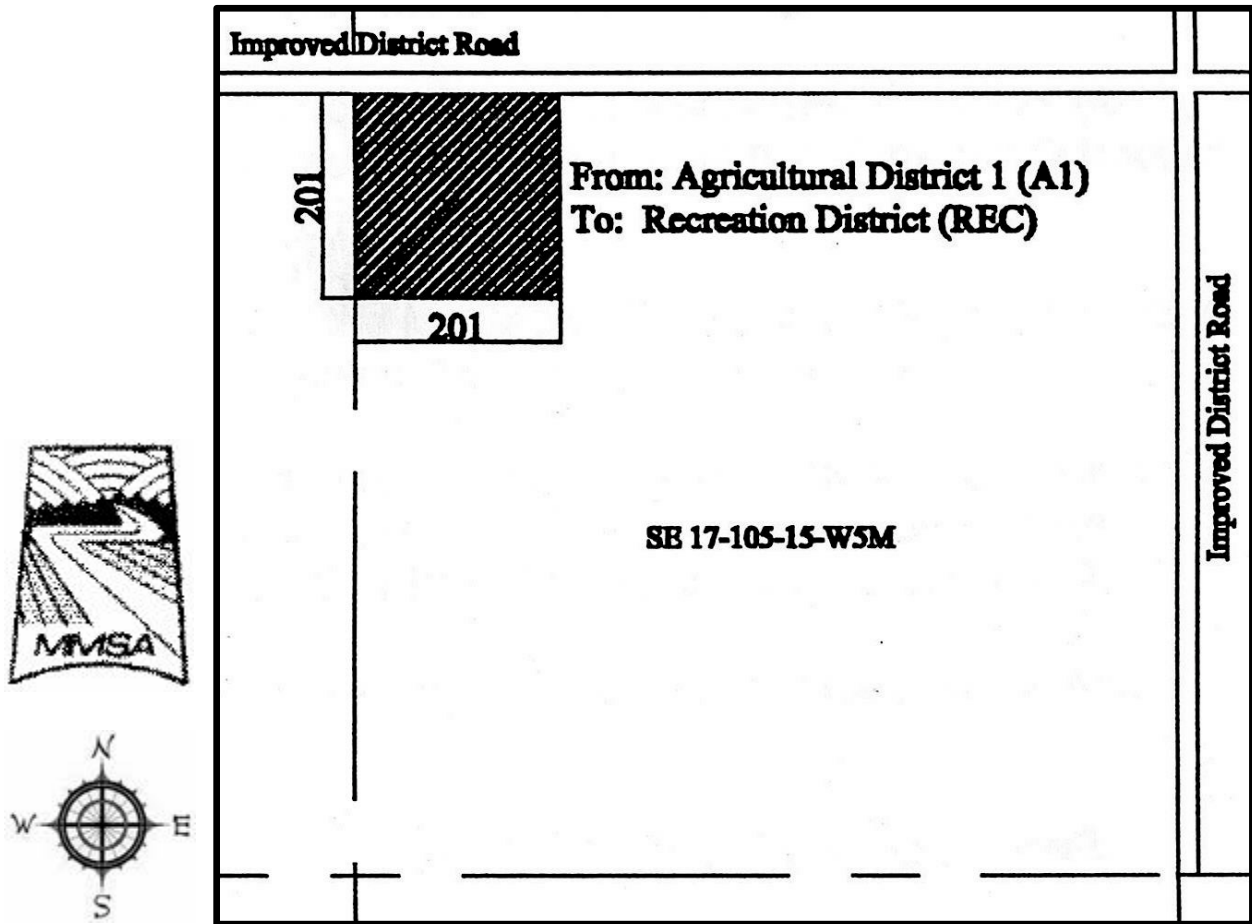 Improved District Road
201
From: Agricultural District 1 (A1)
To: Recreation District (REC)
201
Improved District Road
SE 17-105-15-W5M
MMSA
N
W
E
S